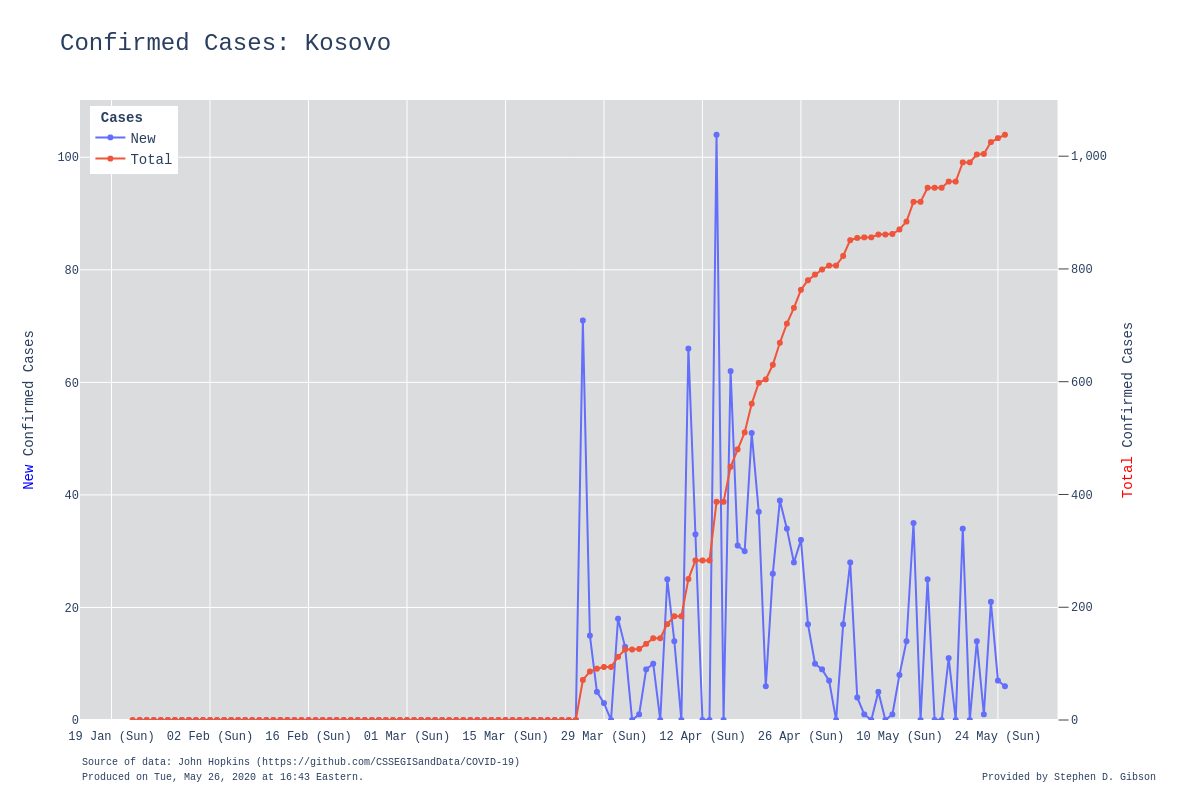 Confirmed Cases: Kosovo
Cases
New
Total
100
80
60
40
20
0
1,000
800
600
400
200
0
New Confirmed Cases
Total Confirmed Cases
19 Jan (Sun) 02 Feb (Sun) 16 Feb (Sun) 01 Mar (Sun) 15 Mar (Sun) 29 Mar (Sun) 12 Apr (Sun) 26 Apr (Sun) 10 May (Sun) 24 May (Sun)
Source of data: John Hopkins (https://github.com/CSSEGISandData/COVID-19)
Produced on Tue, May 26, 2020 at 16:43 Eastern.
Provided by Stephen D. Gibson